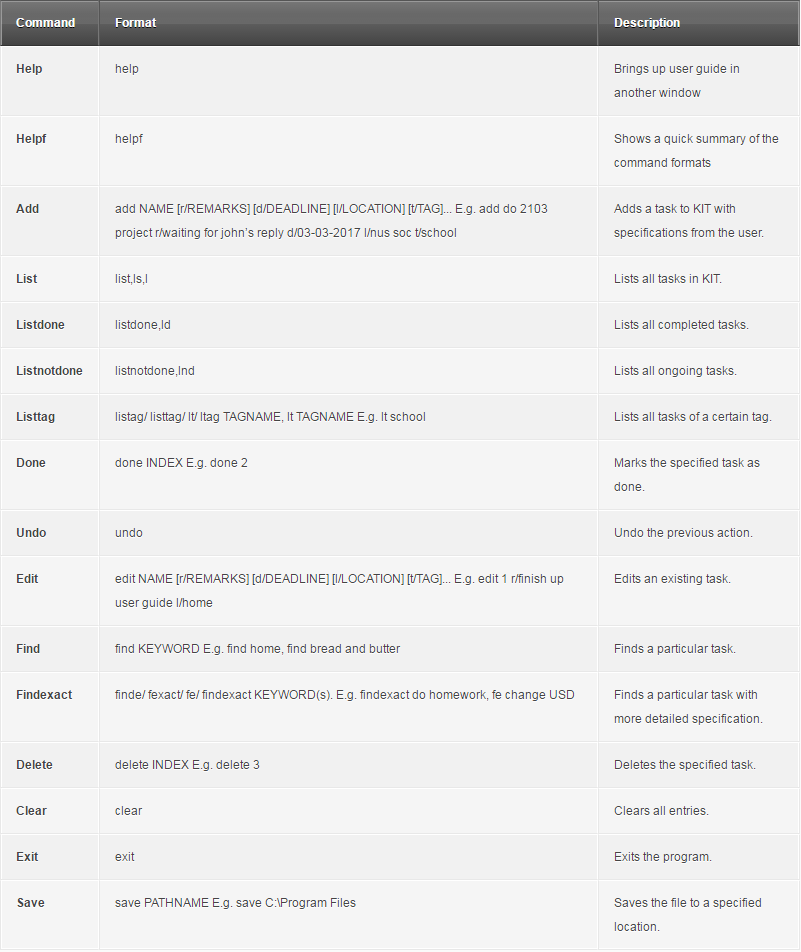 Command Format Description
Help help Brings up user guide in
another window
Helpf helpf Shows a quick summary of the
command formats
Add add NAME [r/REMARKS] [d/DEADLINE] [l/LOCATION] [t/TAG]... E.g. add do 2103 Adds a task to KIT with
project r/waiting for john’s reply d/03-03-2017 l/nus soc t/school specifications from the user.
List list,ls,l Lists all tasks in KIT.
Listdone listdone,ld Lists all completed tasks.
Listnotdone listnotdone,lnd Lists all ongoing tasks.
Listtag listag/ listtag/ lt/ ltag TAGNAME, lt TAGNAME E.g. lt school Lists all tasks of a certain tag.
Done done INDEX E.g. done 2 Marks the specified task as
done.
Undo undo Undo the previous action.
Edit edit NAME [r/REMARKS] [d/DEADLINE] [l/LOCATION] [t/TAG]... E.g. edit 1 r/finish up Edits an existing task.
user guide l/home
Find find KEYWORD E.g. find home, find bread and butter Finds a particular task.
Findexact finde/ fexact/ fe/ findexact KEYWORD(s). E.g. findexact do homework, fe change USD Finds a particular task with
more detailed specification.
Delete delete INDEX E.g. delete 3 Deletes the specified task.
Clear clear Clears all entries.
Exit exit Exits the program.
Save save PATHNAME E.g. save C:\Program Files Saves the file to a specified
location.